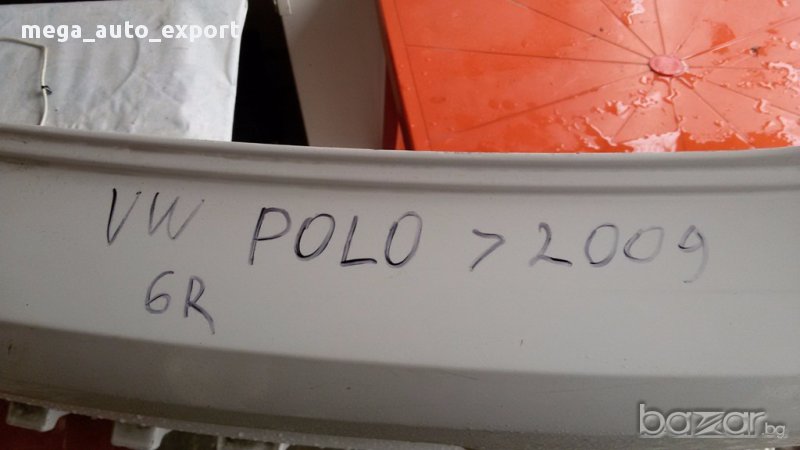 mega_auto_export
VW POLO > 2009
6R
bazar.bg